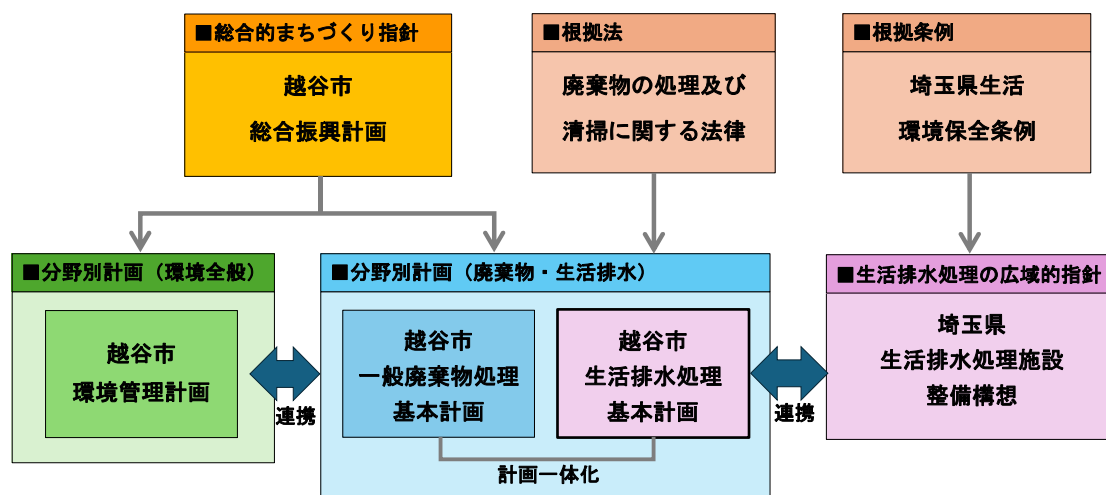 ■総合的まちづくり指針
越谷市
総合振興計画
■根拠法
廃棄物の処理及び
清掃に関する法律
■根拠条例
埼玉県生活
環境保全条例
■分野別計画（環境全般）
越谷市
環境管理計画
連携
■分野別計画（廃棄物・生活排水）
越谷市
一般廃棄物処理
基本計画
越谷市
生活排水処理
基本計画
計画一体化
連携
■生活排水処理の広域的指針
埼玉県
生活排水処理施設
整備構想